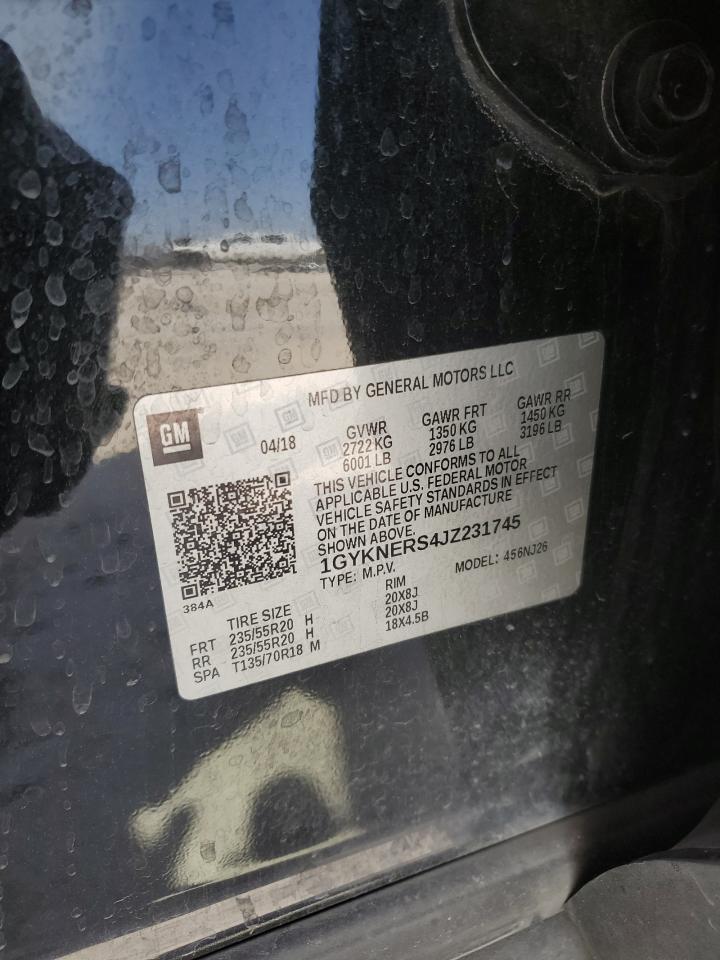 MFD BY GENERAL MOTORS LLC
GM
04/18
GVWR GAWR FRT GAWR RR
2722 KG 1350 KG 1450 KG
6001 LB 2976 LB 3196 LB
THIS VEHICLE CONFORMS TO ALL
APPLICABLE U.S. FEDERAL MOTOR
VEHICLE SAFETY STANDARDS IN EFFECT
ON THE DATE OF MANUFACTURE
SHOWN ABOVE.
1GYKNERS4JZ231745
TYPE: M.P.V. MODEL: 456NJ26
384A
TIRE SIZE RIM
FRT 235/55R20 H 20X8J
RR 235/55R20 H 20X8J
SPA T135/70R18 M 18X4.5B